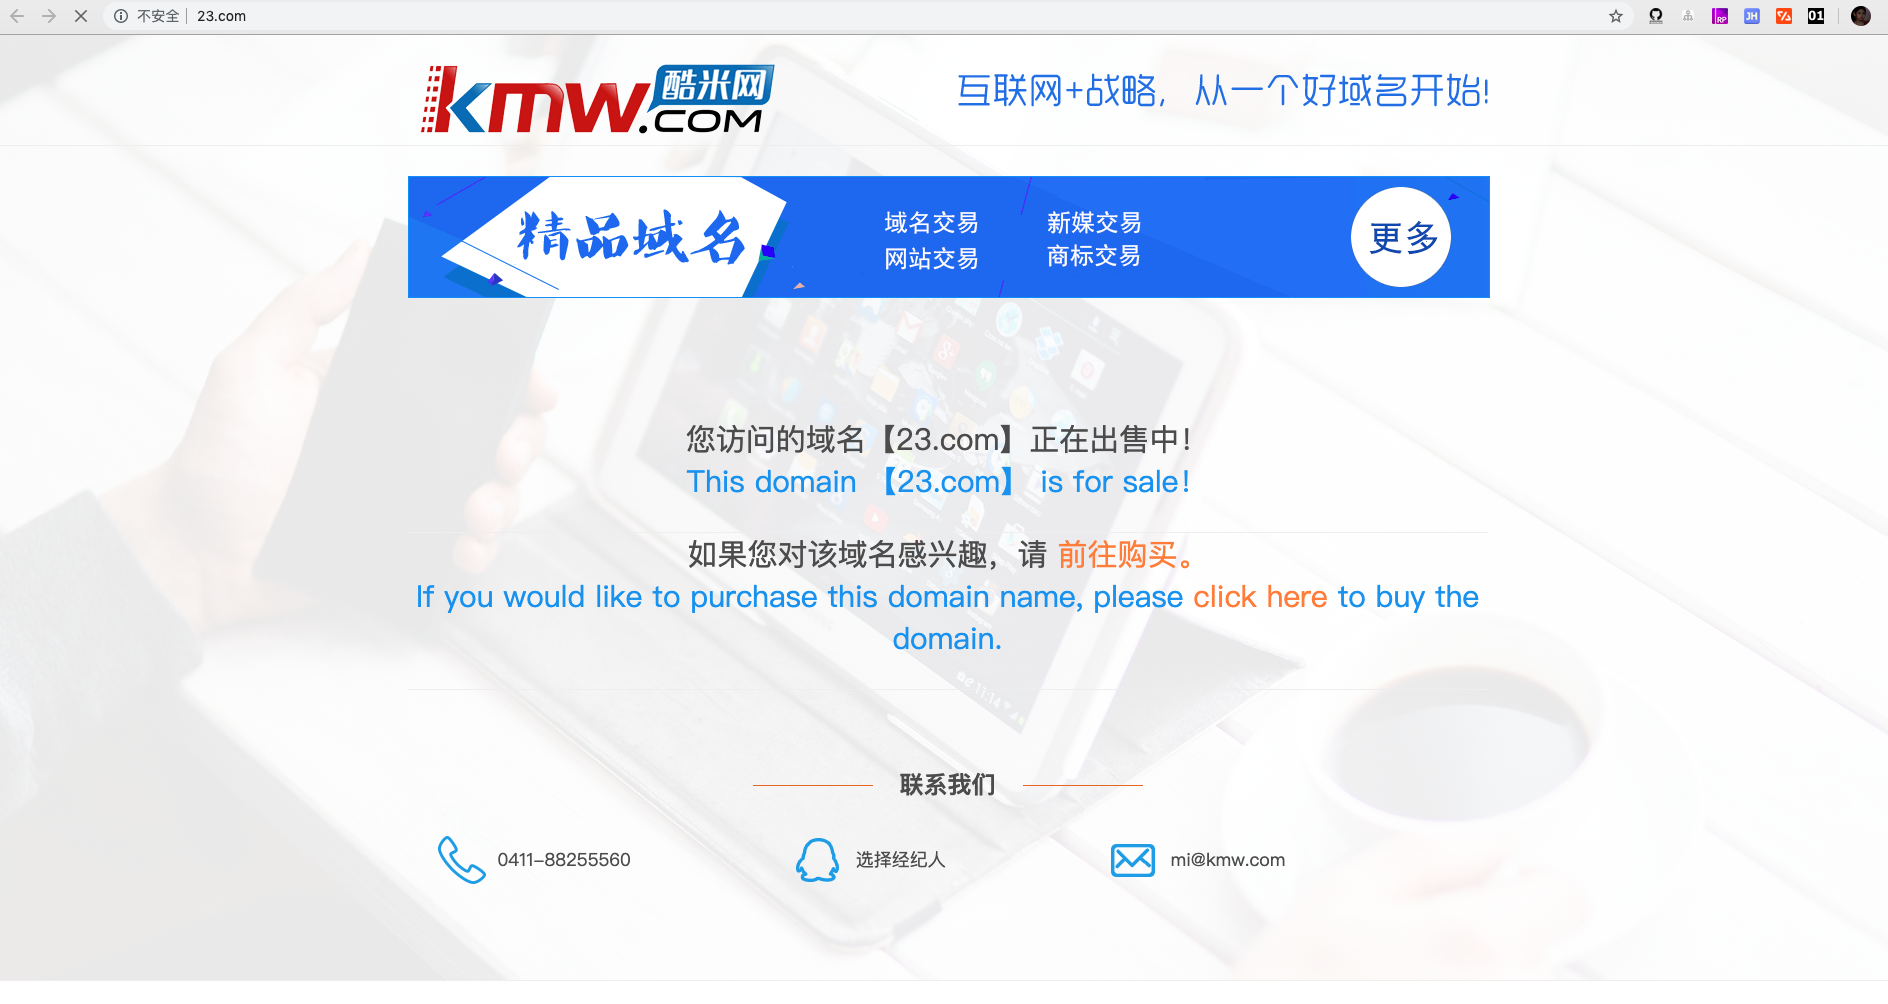 不安全 23.com
RP
JH
01
kmw.COM 酷米网
互联网+战略，从一个好域名开始!
精品域名
域名交易 新媒交易
网站交易 商标交易
更多
您访问的域名【23.com】正在出售中！
This domain 【23.com】 is for sale！
如果您对该域名感兴趣，请 前往购买。
If you would like to purchase this domain name, please click here to buy the
domain.
11:14
联系我们
0411-88255560
选择经纪人
mi@kmw.com